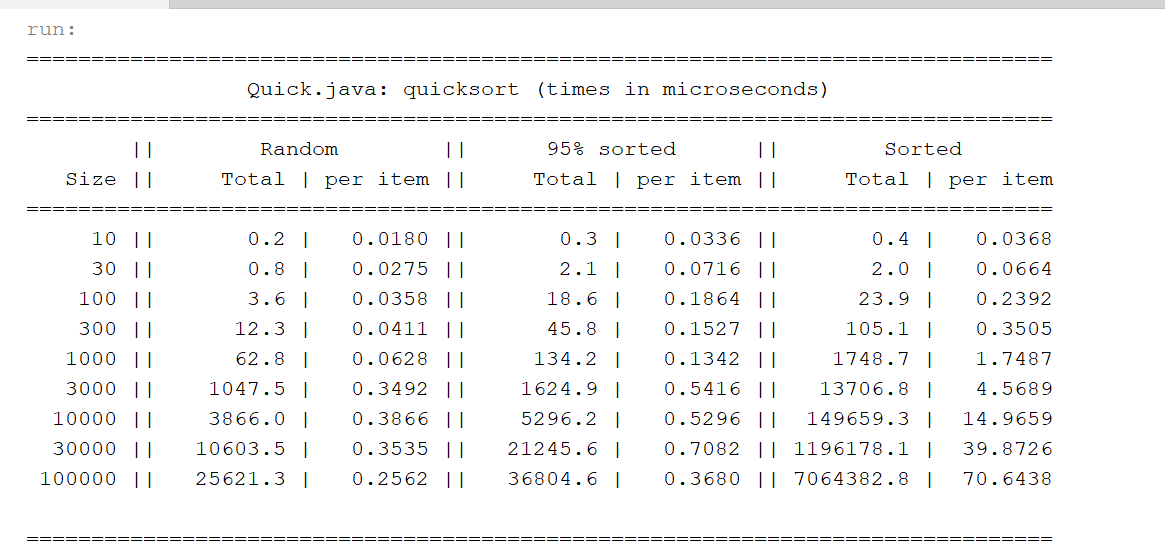 run:
===============================================================================
Quick.java: quicksort (times in microseconds)
===============================================================================
|| Random || 95% sorted || Sorted
Size || Total | per item || Total | per item || Total | per item
===============================================================================
10 || 0.2 | 0.0180 || 0.3 | 0.0336 || 0.4 | 0.0368
30 || 0.8 | 0.0275 || 2.1 | 0.0716 || 2.0 | 0.0664
100 || 3.6 | 0.0358 || 18.6 | 0.1864 || 23.9 | 0.2392
300 || 12.3 | 0.0411 || 45.8 | 0.1527 || 105.1 | 0.3505
1000 || 62.8 | 0.0628 || 134.2 | 0.1342 || 1748.7 | 1.7487
3000 || 1047.5 | 0.3492 || 1624.9 | 0.5416 || 13706.8 | 4.5689
10000 || 3866.0 | 0.3866 || 5296.2 | 0.5296 || 149659.3 | 14.9659
30000 || 10603.5 | 0.3535 || 21245.6 | 0.7082 || 1196178.1 | 39.8726
100000 || 25621.3 | 0.2562 || 36804.6 | 0.3680 || 7064382.8 | 70.6438
===============================================================================